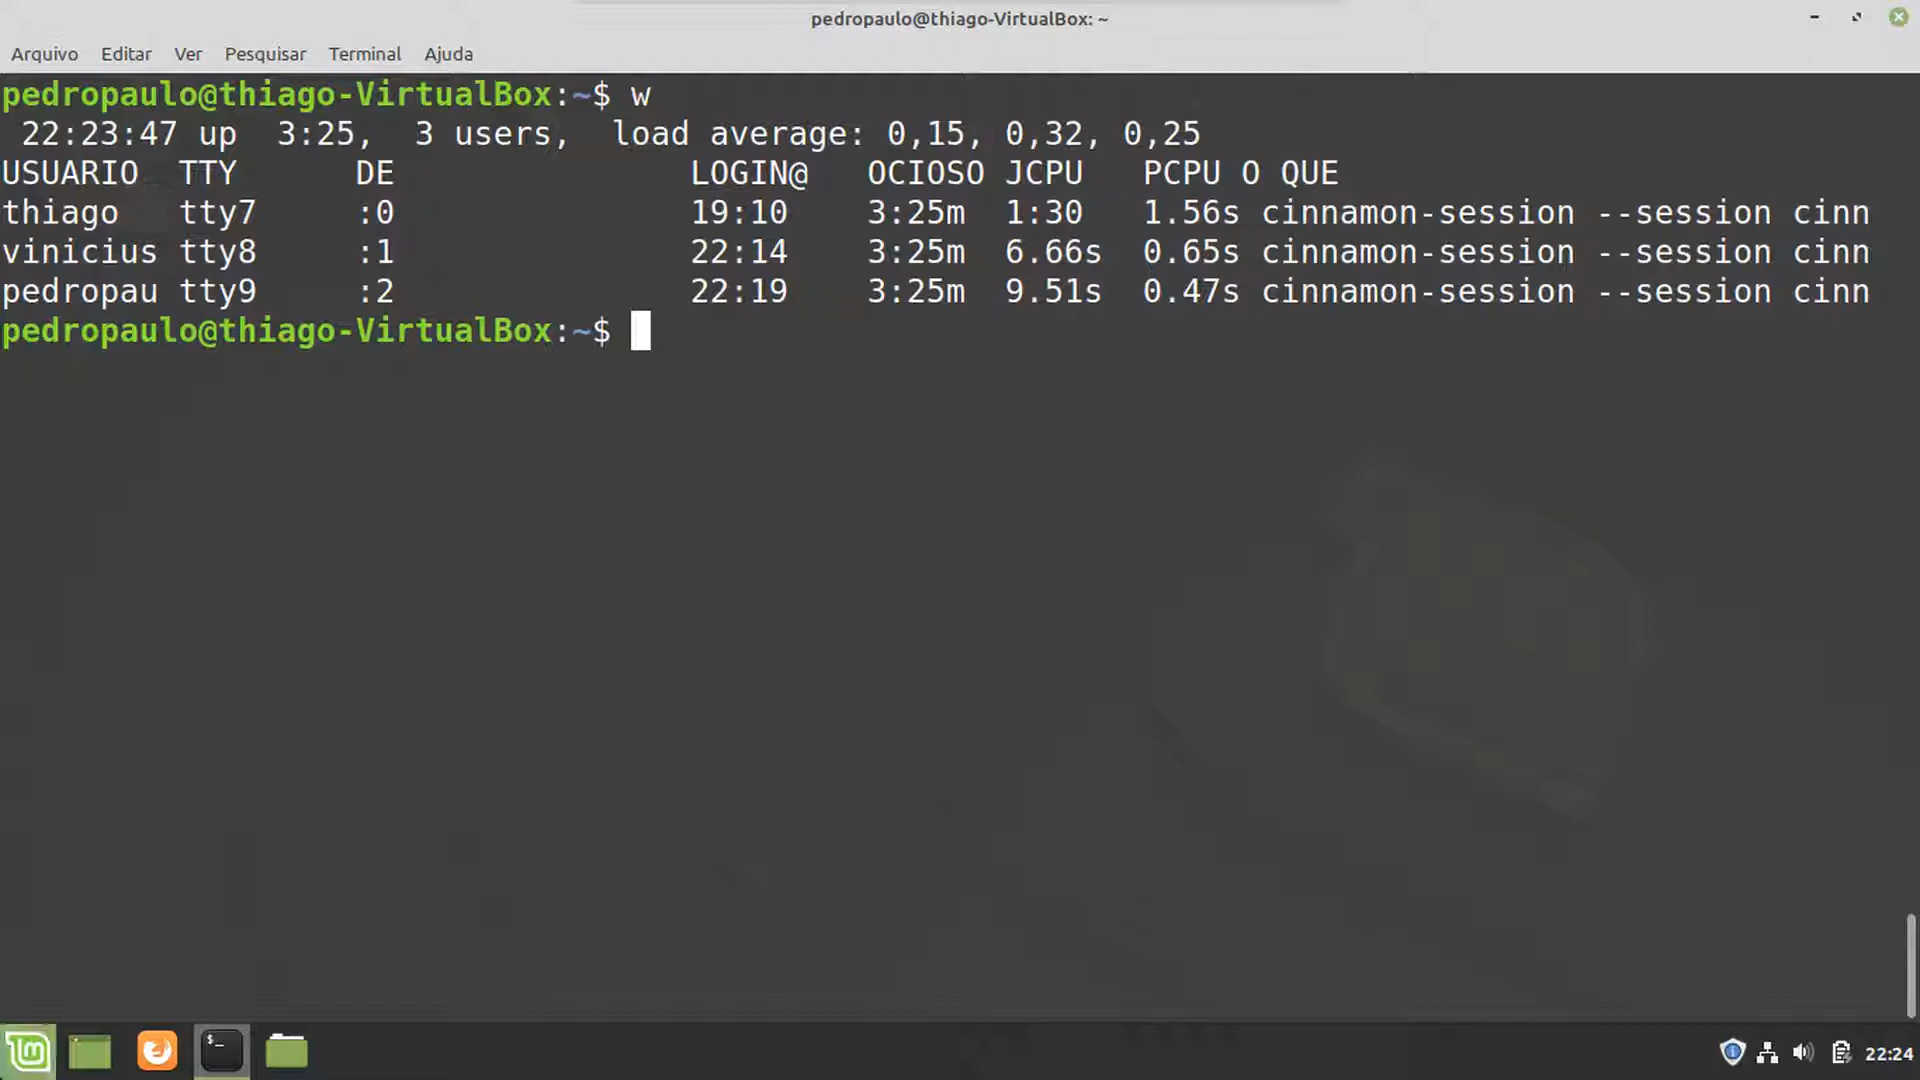 pedropaulo@thiago-VirtualBox: ~
Arquivo Editar Ver Pesquisar Terminal Ajuda
pedropaulo@thiago-VirtualBox:~$ w
 22:23:47 up  3:25,  3 users,  load average: 0,15, 0,32, 0,25
USUARIO  TTY      DE               LOGIN@   OCIOSO JCPU   PCPU O QUE
thiago   tty7     :0               19:10    3:25m  1:30   1.56s cinnamon-session --session cinn
vinicius tty8     :1               22:14    3:25m  6.66s  0.65s cinnamon-session --session cinn
pedropau tty9     :2               22:19    3:25m  9.51s  0.47s cinnamon-session --session cinn
pedropaulo@thiago-VirtualBox:~$
22:24